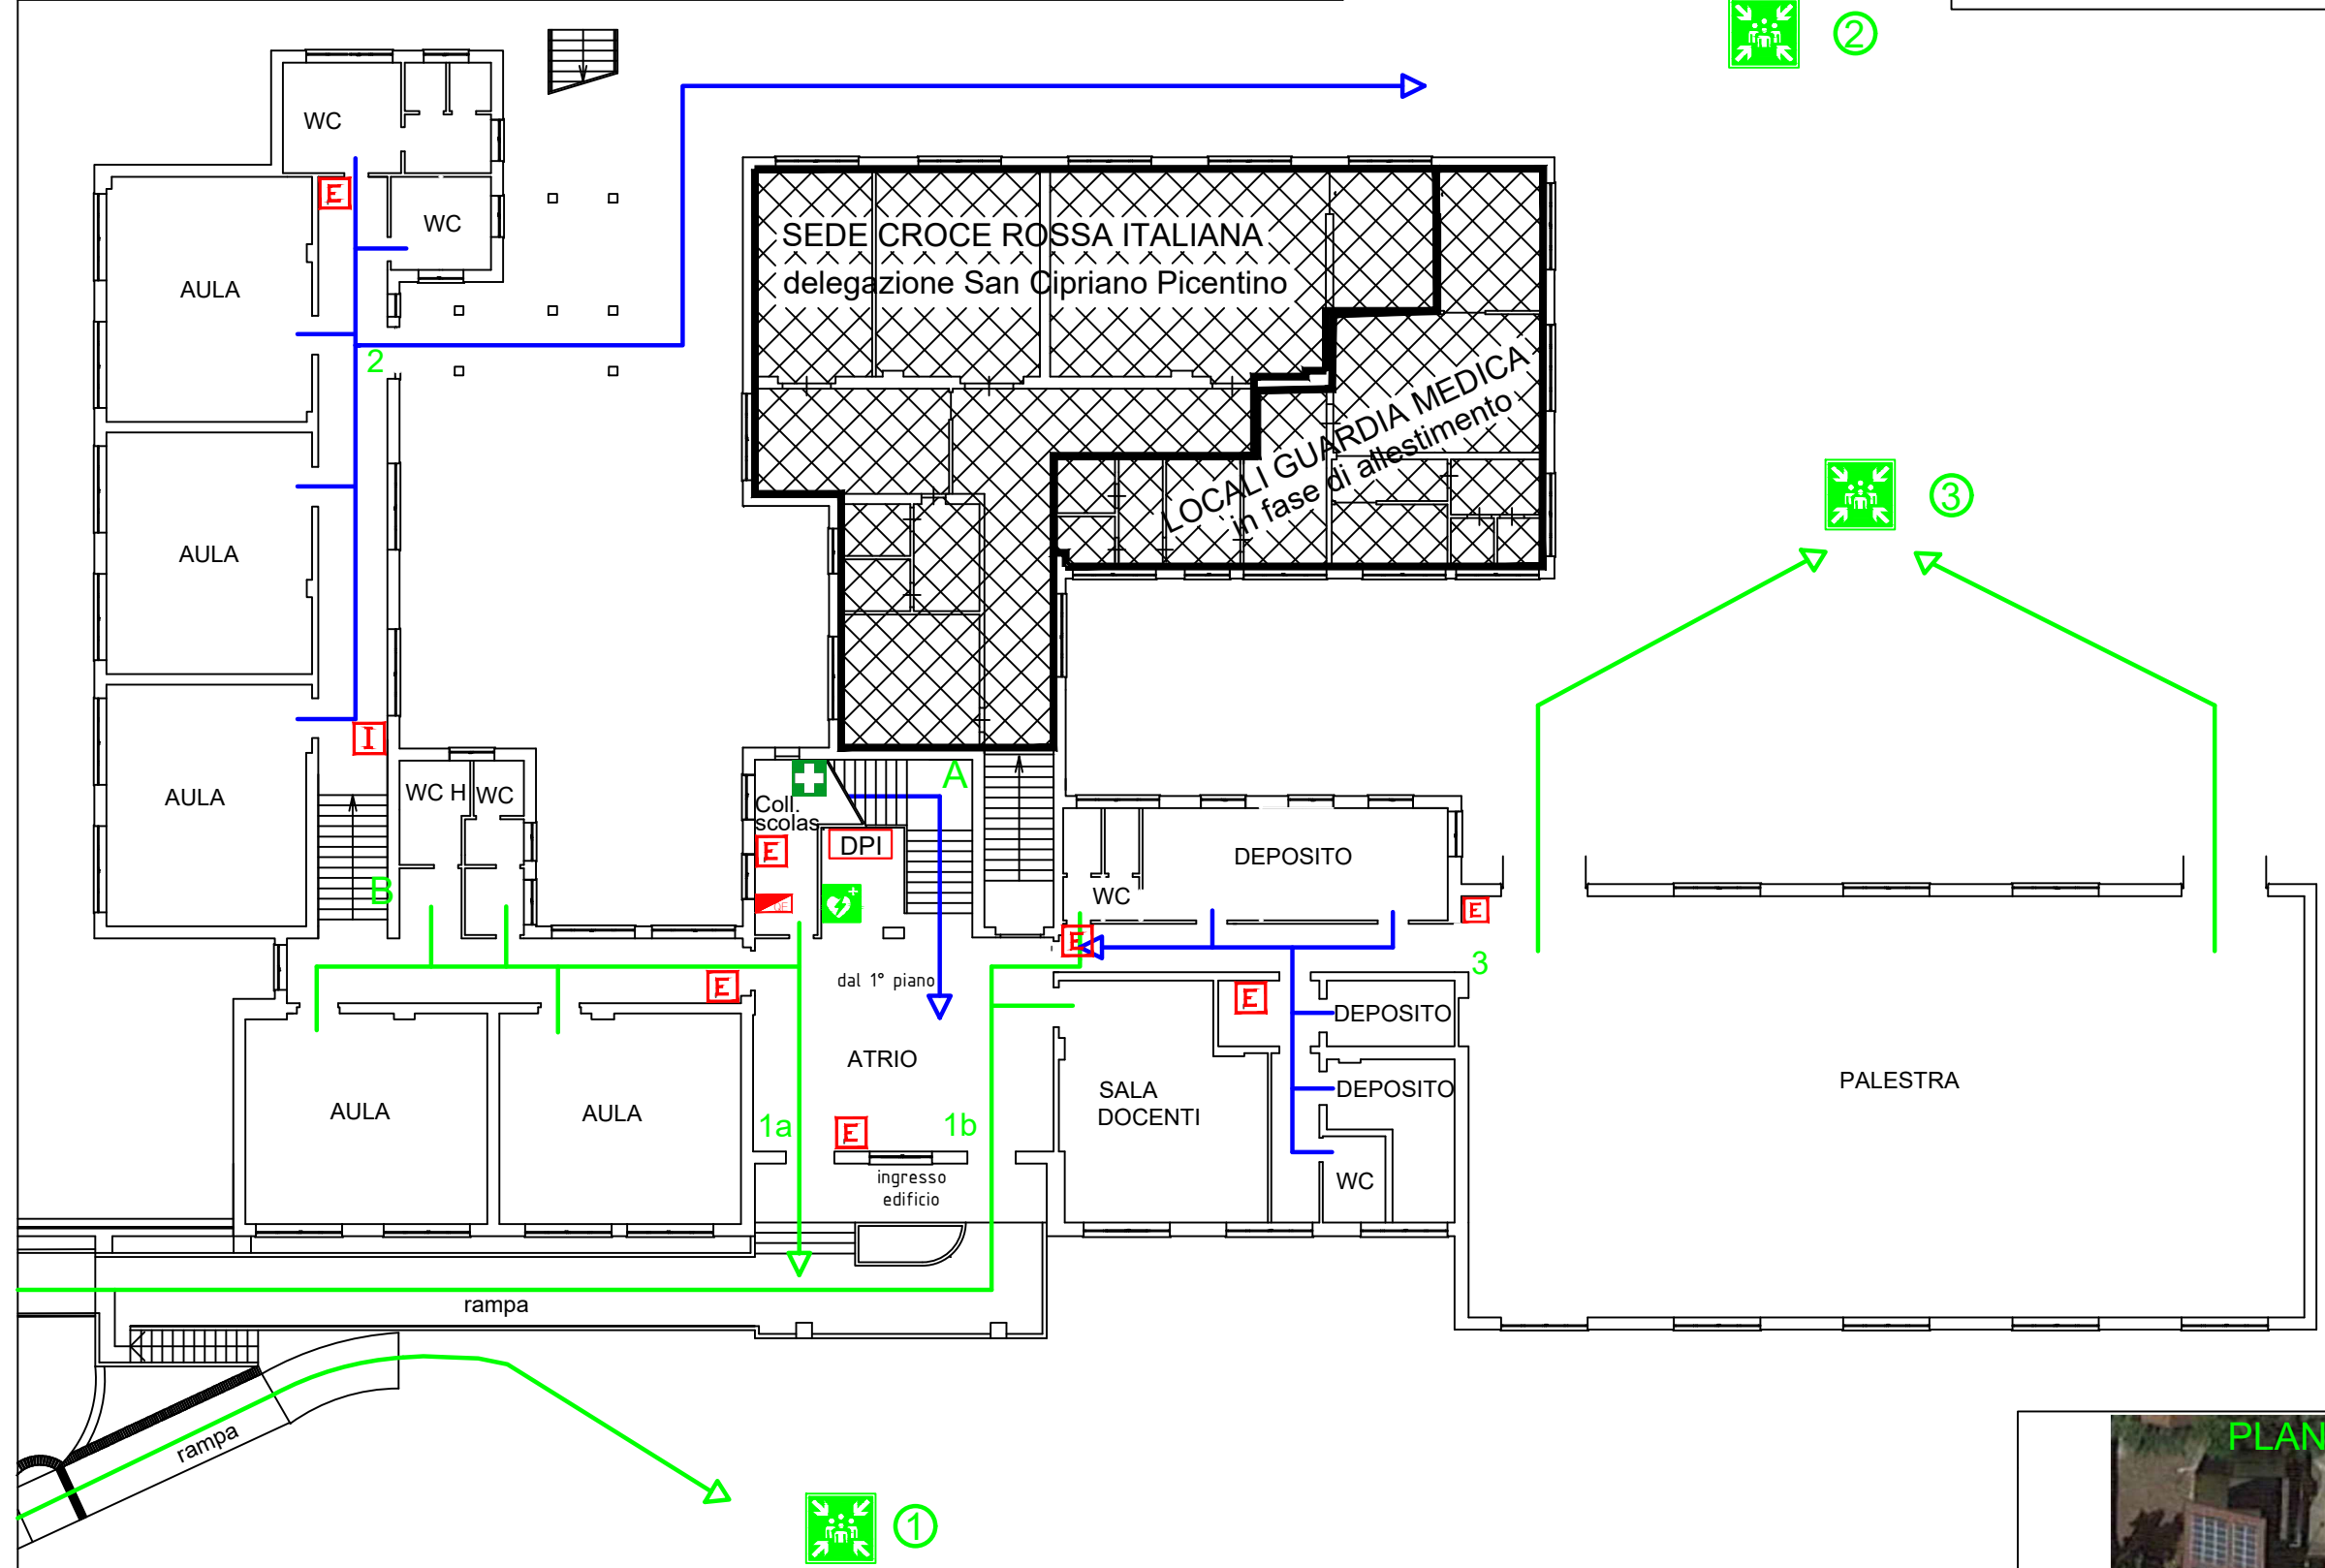 2
WC
E
WC
SEDE CROCE ROSSA ITALIANA
delegazione San Cipriano Picentino
AULA
2
LOCALI GUARDIA MEDICA
in fase di allestimento
3
AULA
I
A
WC H
WC
AULA
Coll.
scolas.
DPI
E
DEPOSITO
B
WC
QE
E
E
3
E
dal 1° piano
E
DEPOSITO
ATRIO
PALESTRA
SALA
DOCENTI
DEPOSITO
AULA
AULA
1a
E
1b
ingresso
edificio
WC
rampa
rampa
PLAN
1